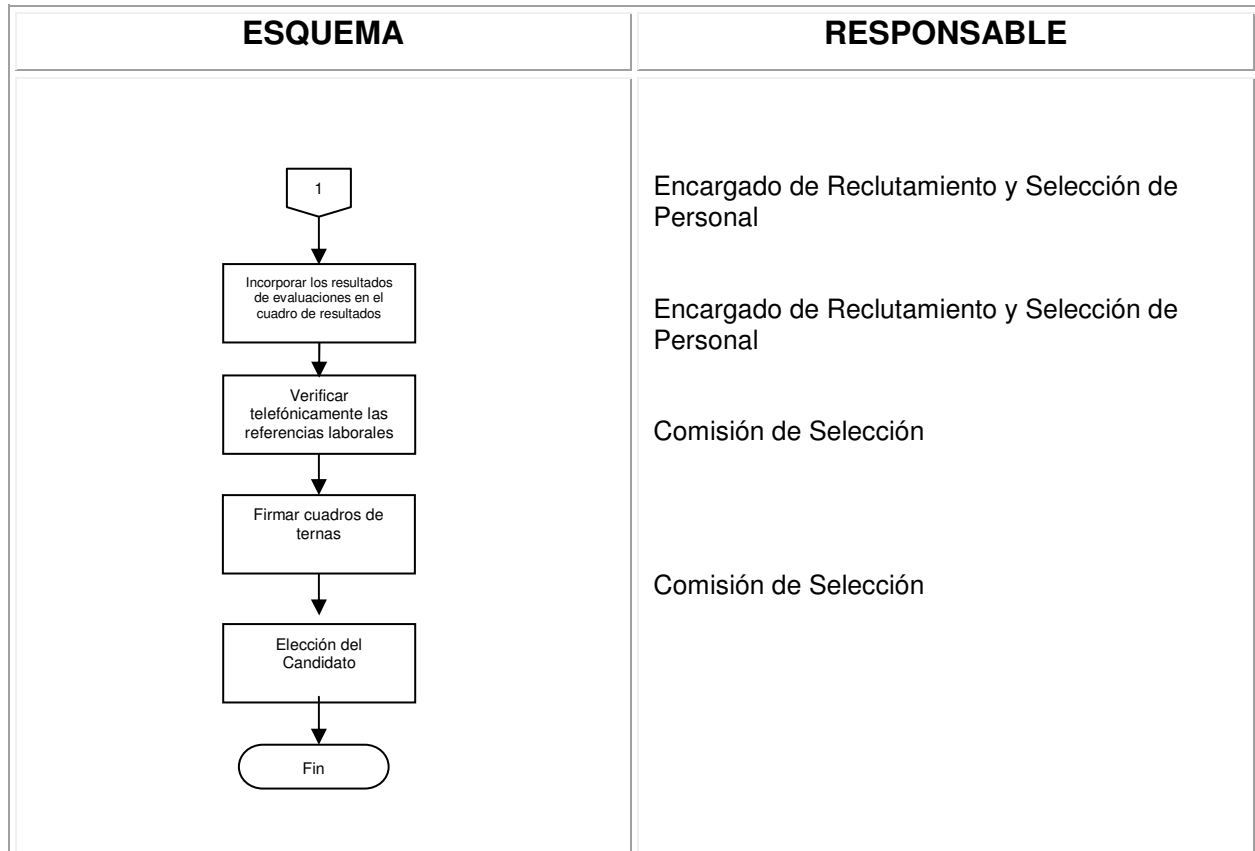 ESQUEMA
RESPONSABLE
1
Incorporar los resultados
de evaluaciones en el
cuadro de resultados
Verificar
telefónicamente las
referencias laborales
Firmar cuadros de
ternas
Elección del
Candidato
Fin
Encargado de Reclutamiento y Selección de
Personal
Encargado de Reclutamiento y Selección de
Personal
Comisión de Selección
Comisión de Selección